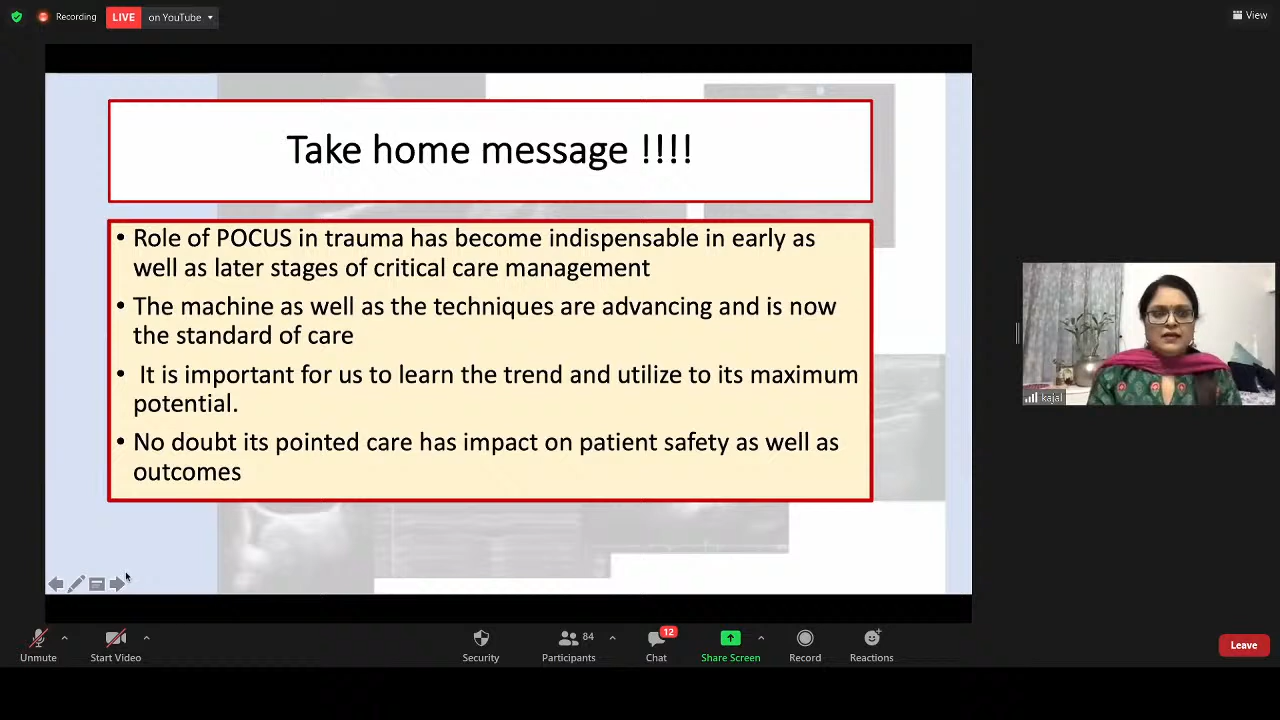 Recording
LIVE on YouTube
View
Take home message !!!!
• Role of POCUS in trauma has become indispensable in early as
well as later stages of critical care management
• The machine as well as the techniques are advancing and is now
the standard of care
• It is important for us to learn the trend and utilize to its maximum
potential.
• No doubt its pointed care has impact on patient safety as well as
outcomes
kajal
Unmute
Start Video
Security
84
Participants
12
Chat
Share Screen
Record
Reactions
Leave